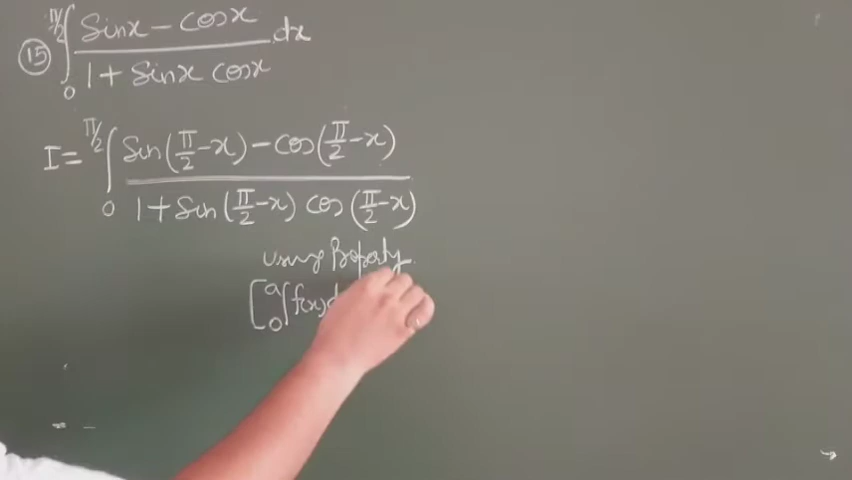 15 π/2 ∫ 0 Sinx - Cosx / 1 + Sinx Cosx dx
I = π/2 ∫ 0 Sin(π/2 - x) - Cos(π/2 - x) / 1 + Sin(π/2 - x) Cos(π/2 - x)
using Property
[ a ∫ 0 f(x)d